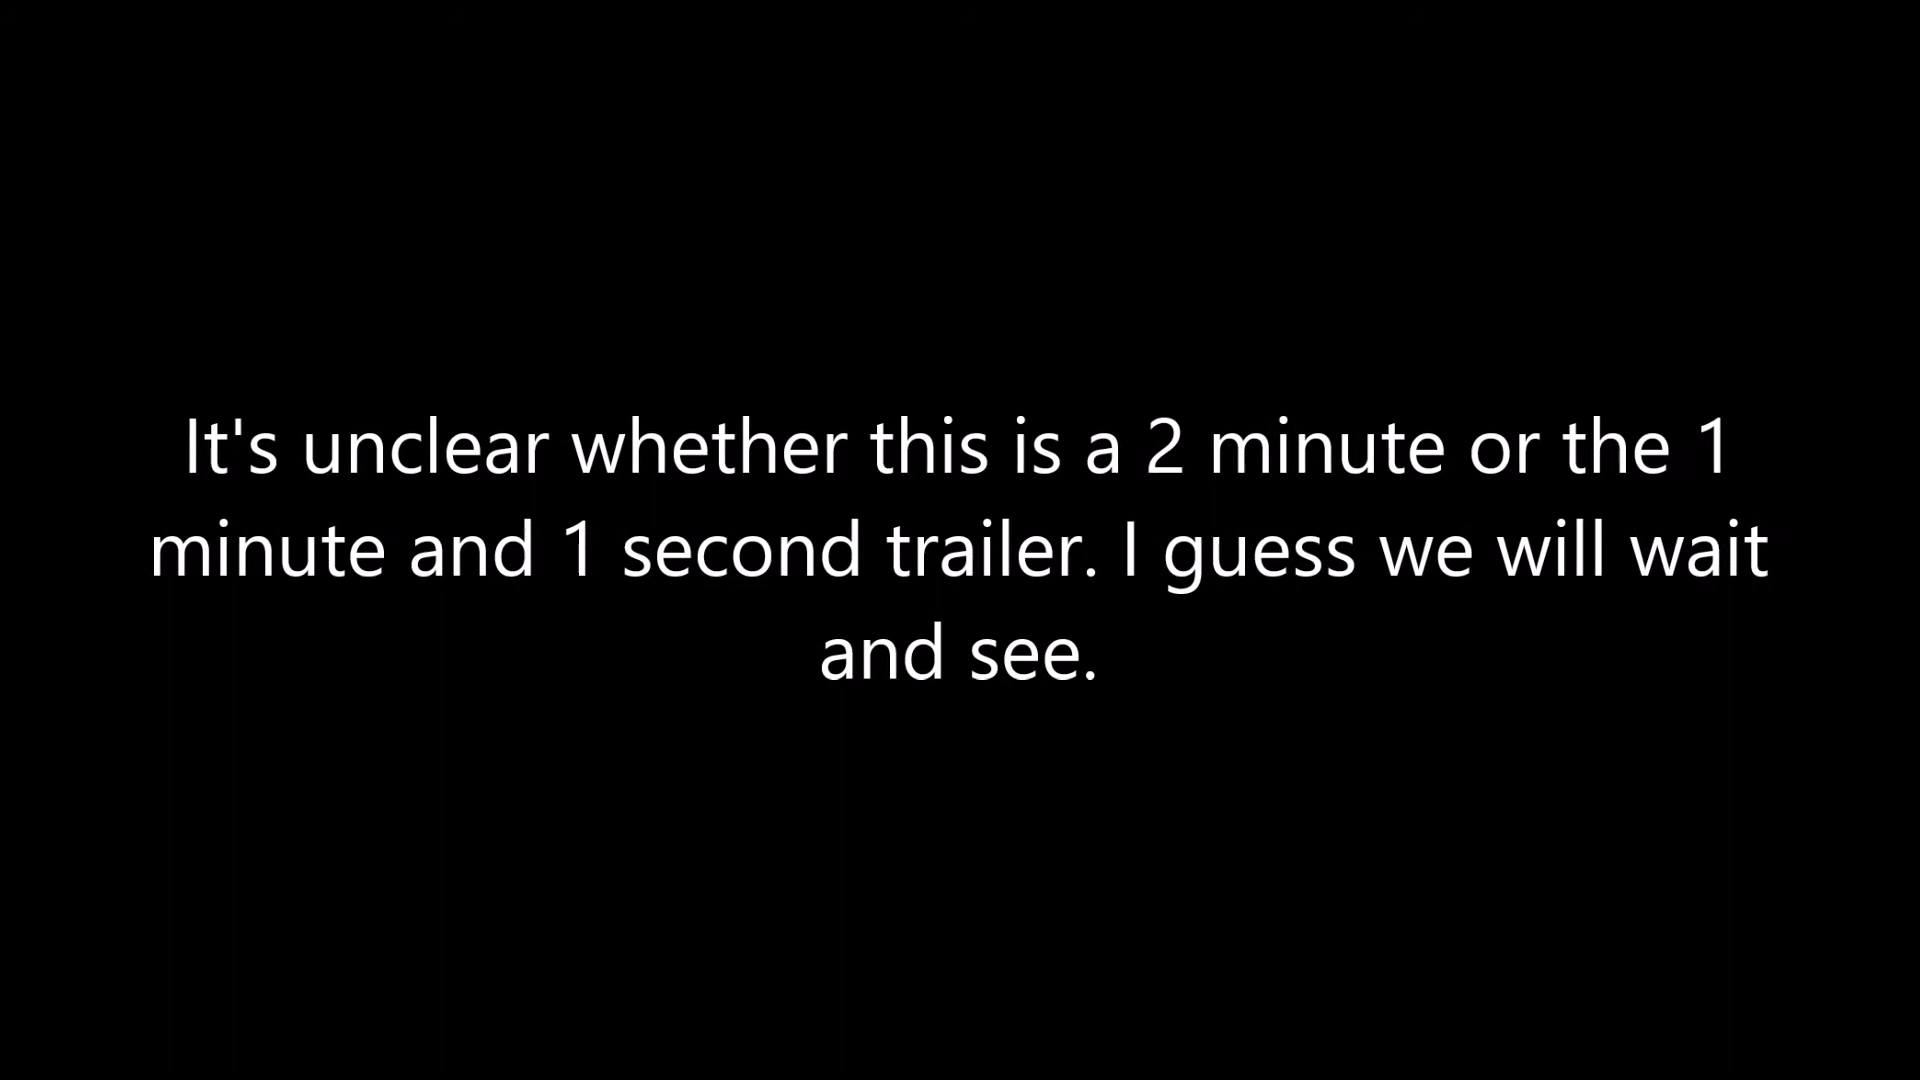 It's unclear whether this is a 2 minute or the 1
minute and 1 second trailer. I guess we will wait
and see.